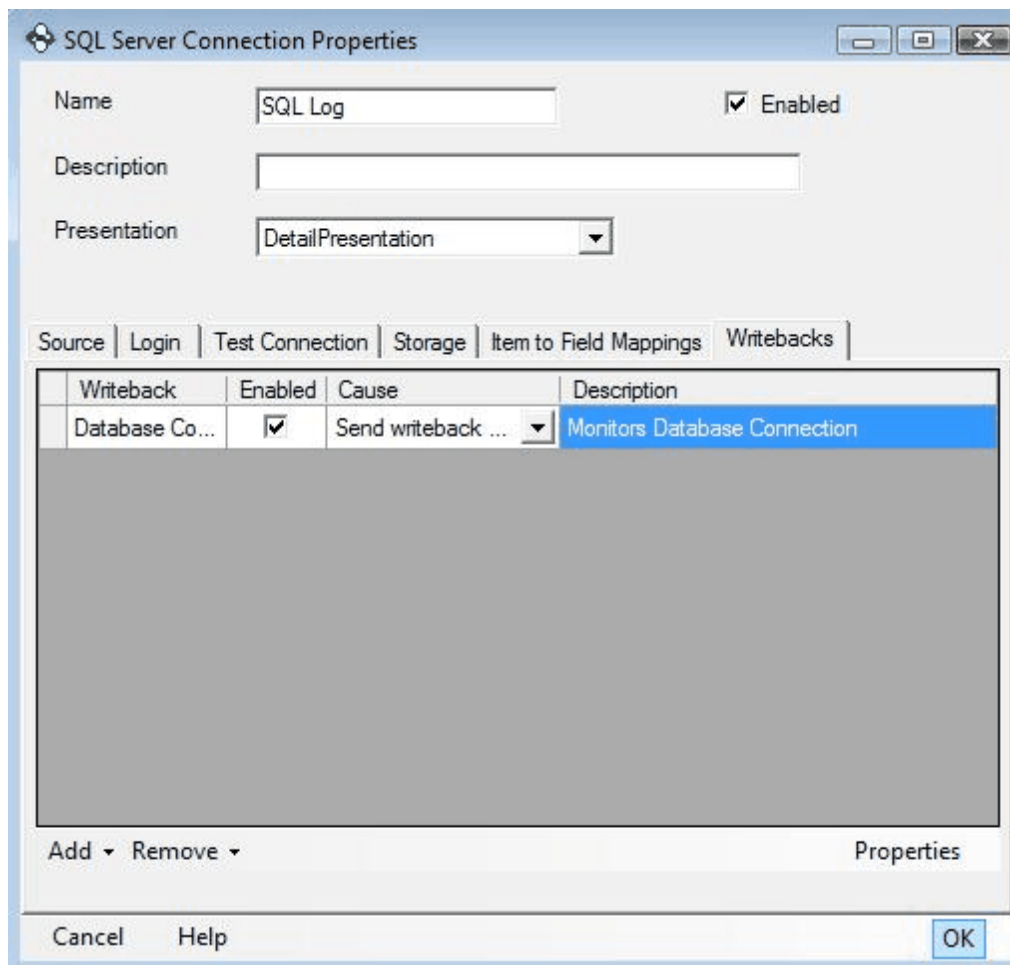 SQL Server Connection Properties
Name SQL Log Enabled
Description
Presentation DetailPresentation
Source Login Test Connection Storage Item to Field Mappings Writebacks
Writeback Enabled Cause Description
Database Co... Send writeback ... Monitors Database Connection
Add Remove Properties
Cancel Help OK